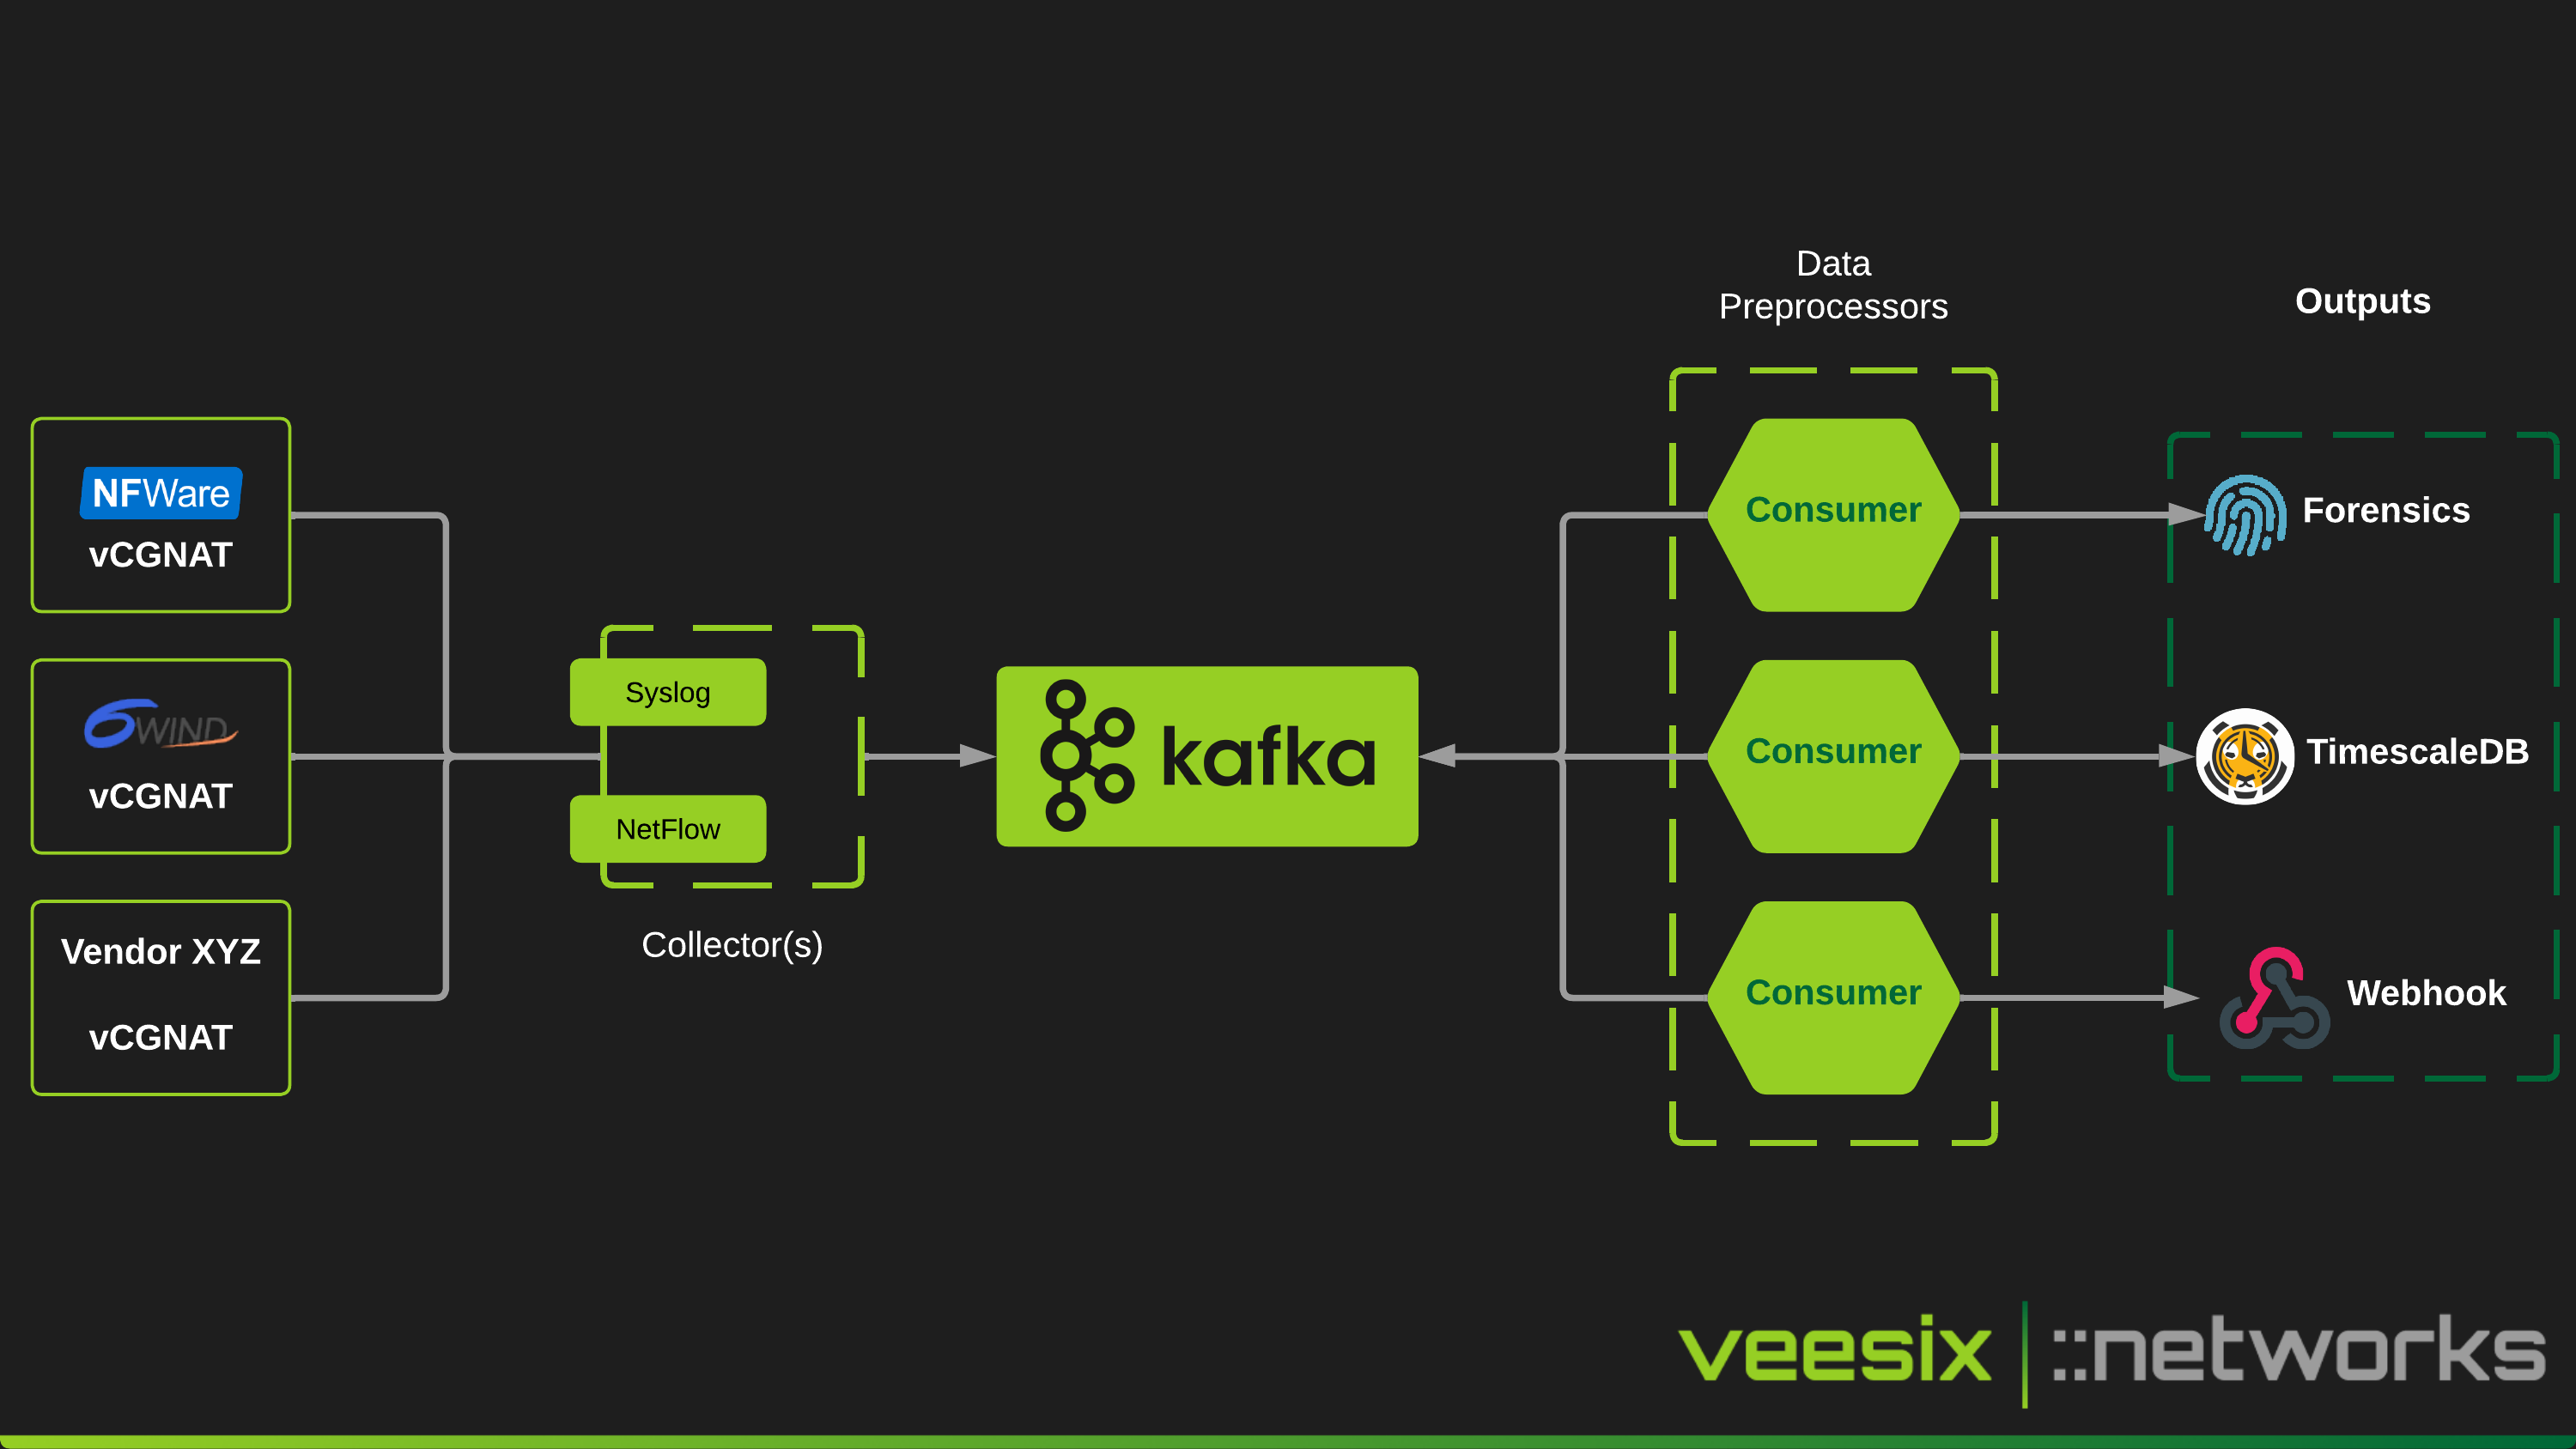 Data
Preprocessors
Outputs
NFWare
vCGNAT
6WIND
vCGNAT
Vendor XYZ
vCGNAT
Syslog
NetFlow
Collector(s)
kafka
Consumer
Consumer
Consumer
Forensics
TimescaleDB
Webhook
veesix | ::networks